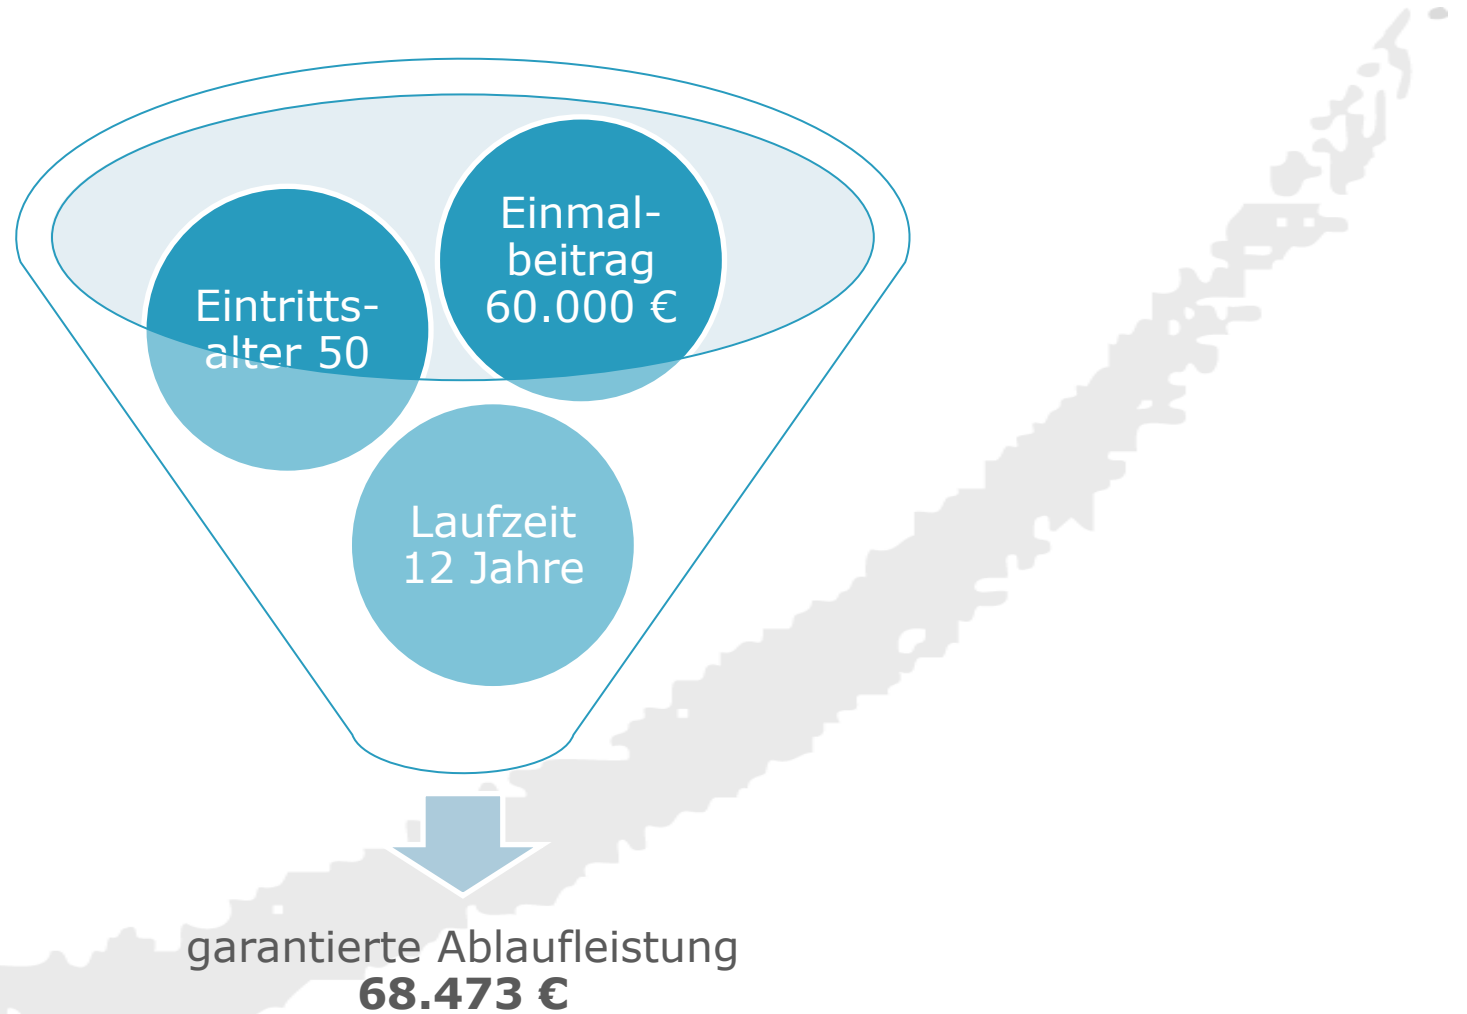 Einmal-
beitrag
60.000 €
Eintritts-
alter 50
Laufzeit
12 Jahre
garantierte Ablaufleistung
68.473 €